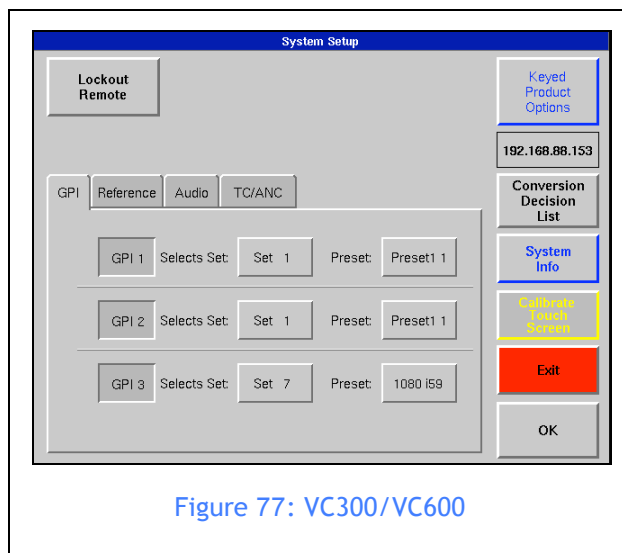 System Setup
Lockout
Remote
Keyed
Product
Options
192.168.88.153
GPI Reference Audio TC/ANC
Conversion
Decision
List
GPI 1 Selects Set: Set 1 Preset: Preset1 1
System
Info
GPI 2 Selects Set: Set 1 Preset: Preset1 1
Calibrate
Touch
Screen
GPI 3 Selects Set: Set 7 Preset: 1080 i59
Exit
OK
Figure 77: VC300/VC600